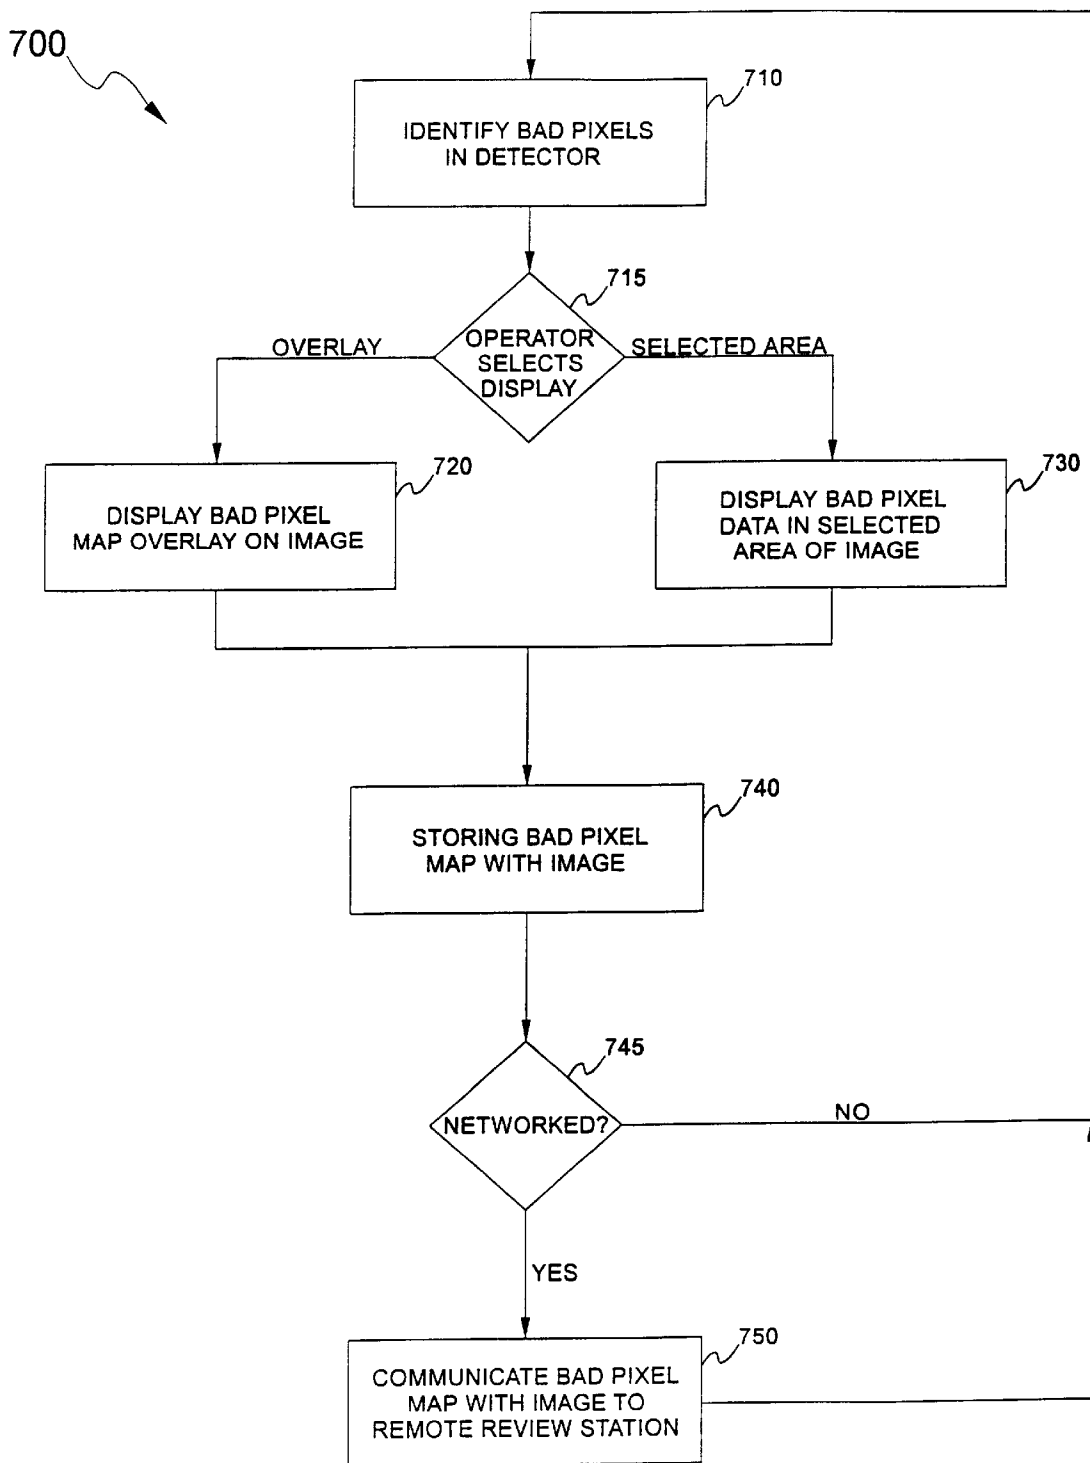 700
710
IDENTIFY BAD PIXELS
IN DETECTOR
715
OPERATOR
SELECTS
DISPLAY
OVERLAY
SELECTED AREA
720
DISPLAY BAD PIXEL
MAP OVERLAY ON IMAGE
730
DISPLAY BAD PIXEL
DATA IN SELECTED
AREA OF IMAGE
740
STORING BAD PIXEL
MAP WITH IMAGE
745
NETWORKED?
NO
YES
750
COMMUNICATE BAD PIXEL
MAP WITH IMAGE TO
REMOTE REVIEW STATION